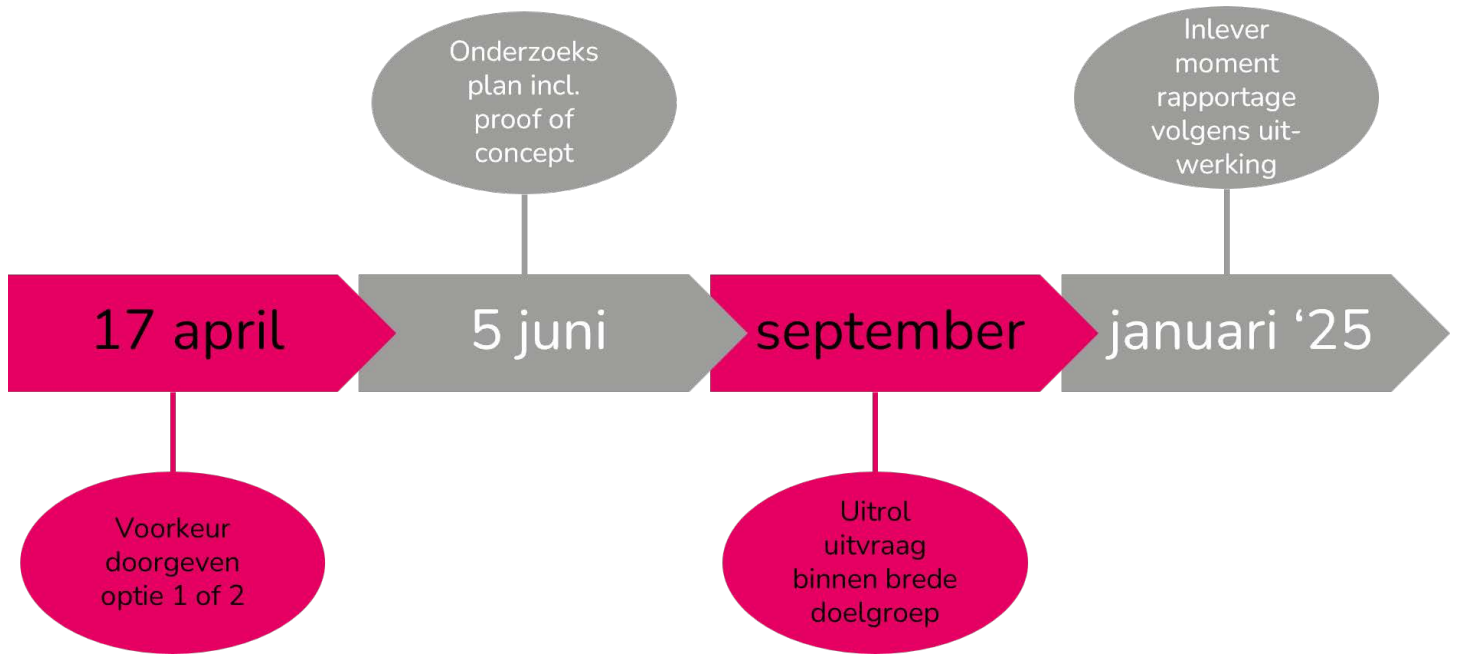 Onderzoeks
plan incl.
proof of
concept
Inlever
moment
rapportage
volgens uit-
werking
17 april
5 juni
september
januari ‘25
Voorkeur
doorgeven
optie 1 of 2
Uitrol
uitvraag
binnen brede
doelgroep